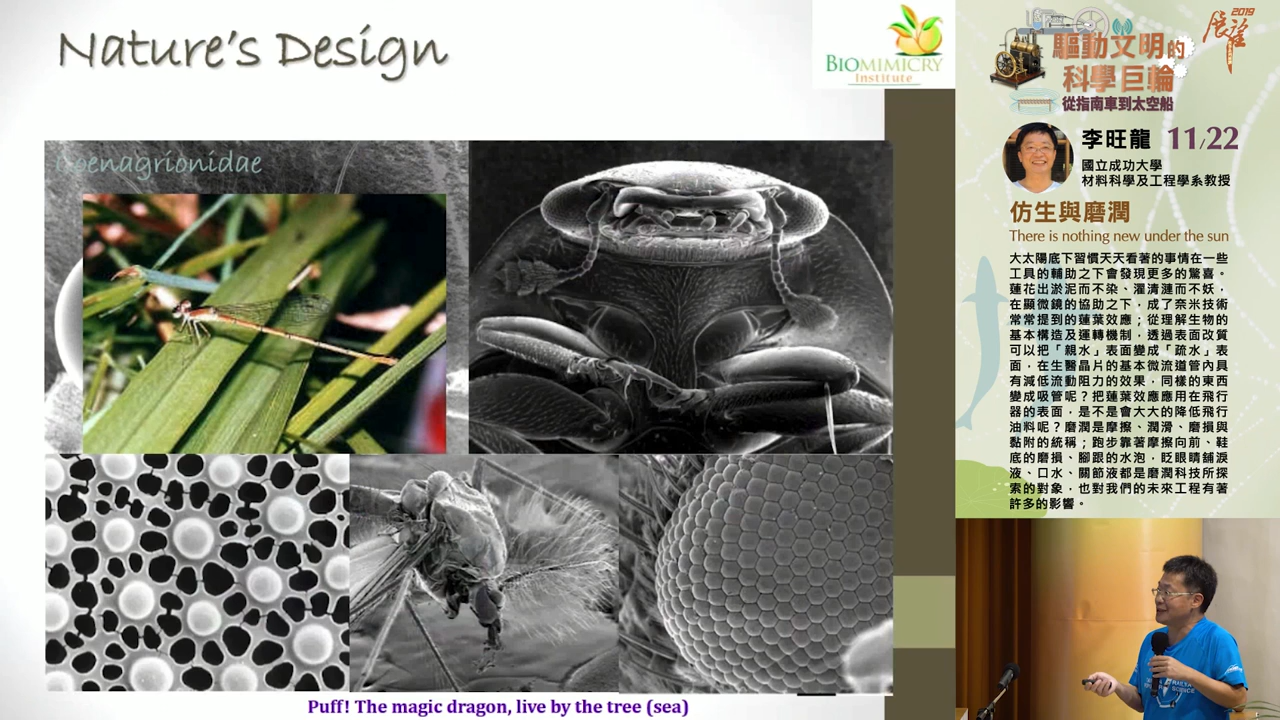 Nature's Design
BIOMIMICRY
Institute
Coenagrionidae
Puff! The magic dragon, live by the tree (sea)
2019
展望
驅動文明的
科學巨輪
從指南車到太空船
李旺龍 11/22
國立成功大學
材料科學及工程學系教授
仿生與磨潤
There is nothing new under the sun
大太陽底下習慣天天看著的事情在一些
工具的輔助之下會發現更多的驚喜。
蓮花出淤泥而不染、濯清漣而不妖，
在顯微鏡的協助之下，成了奈米技術
常常提到的蓮葉效應；從理解生物的
基本構造及運轉機制，透過表面改質
可以把「親水」表面變成「疏水」表
面，在生醫晶片的基本微流道管內具
有減低流動阻力的效果，同樣的東西
變成吸管呢？把蓮葉效應應用在飛行
器的表面，是不是會大大的降低飛行
油料呢？磨潤是摩擦、潤滑、磨損與
黏附的統稱；跑步靠著摩擦向前、鞋
底的磨損、腳跟的水泡，眨眼睛舖淚
液、口水、關節液都是磨潤科技所探
索的對象，也對我們的未來工程有著
許多的影響。
SCIENCE